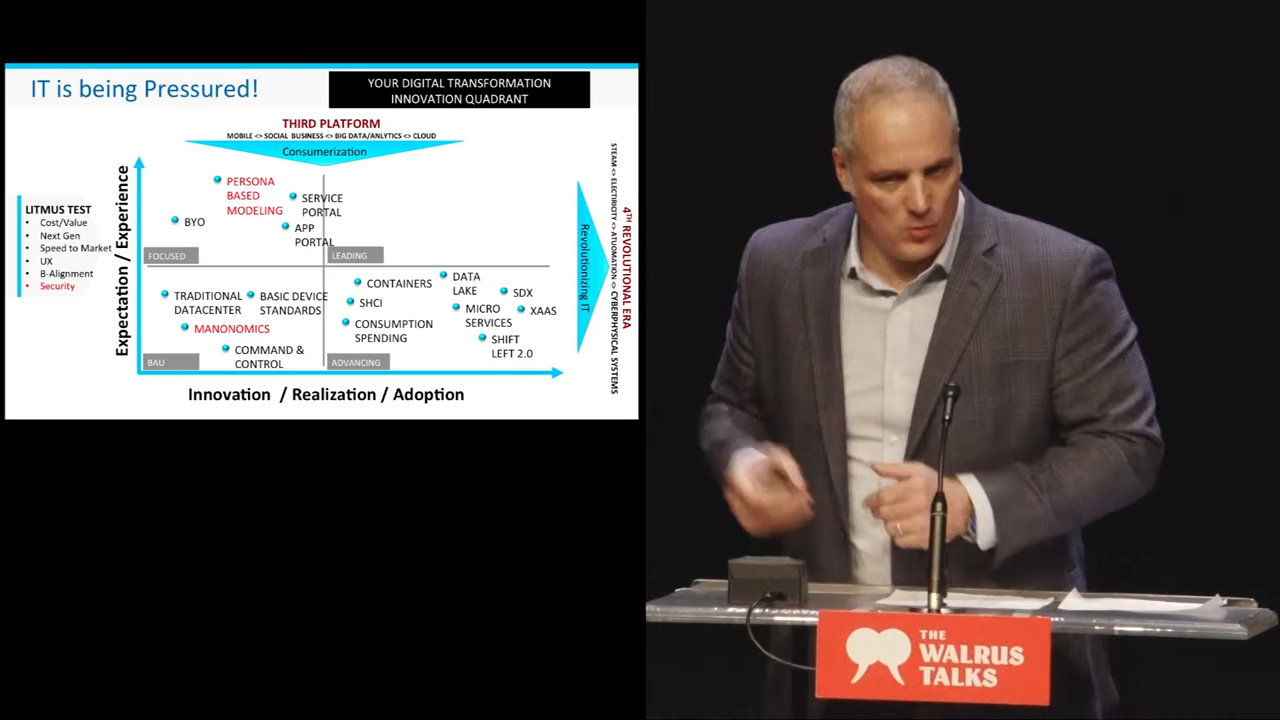 IT is being Pressured!
YOUR DIGITAL TRANSFORMATION
INNOVATION QUADRANT
THIRD PLATFORM
MOBILE <> SOCIAL BUSINESS <> BIG DATA/ANLYTICS <> CLOUD
Consumerization
Expectation / Experience
LITMUS TEST
• Cost/Value
• Next Gen
• Speed to Market
• UX
• B-Alignment
• Security
PERSONA
BASED
MODELING
SERVICE
PORTAL
BYO
APP
PORTAL
FOCUSED
LEADING
TRADITIONAL
DATACENTER
BASIC DEVICE
STANDARDS
MANONOMICS
COMMAND &
CONTROL
BAU
CONTAINERS
SHCI
CONSUMPTION
SPENDING
DATA
LAKE
SDX
MICRO
SERVICES
XAAS
SHIFT
LEFT 2.0
ADVANCING
Innovation / Realization / Adoption
Revolutionizing IT
STEAM <> ELECTIRICITY <> ATUOMATION <> CYBERPHYSICAL SYSTEMS
4TH REVOLUTIONAL ERA
THE
WALRUS
TALKS